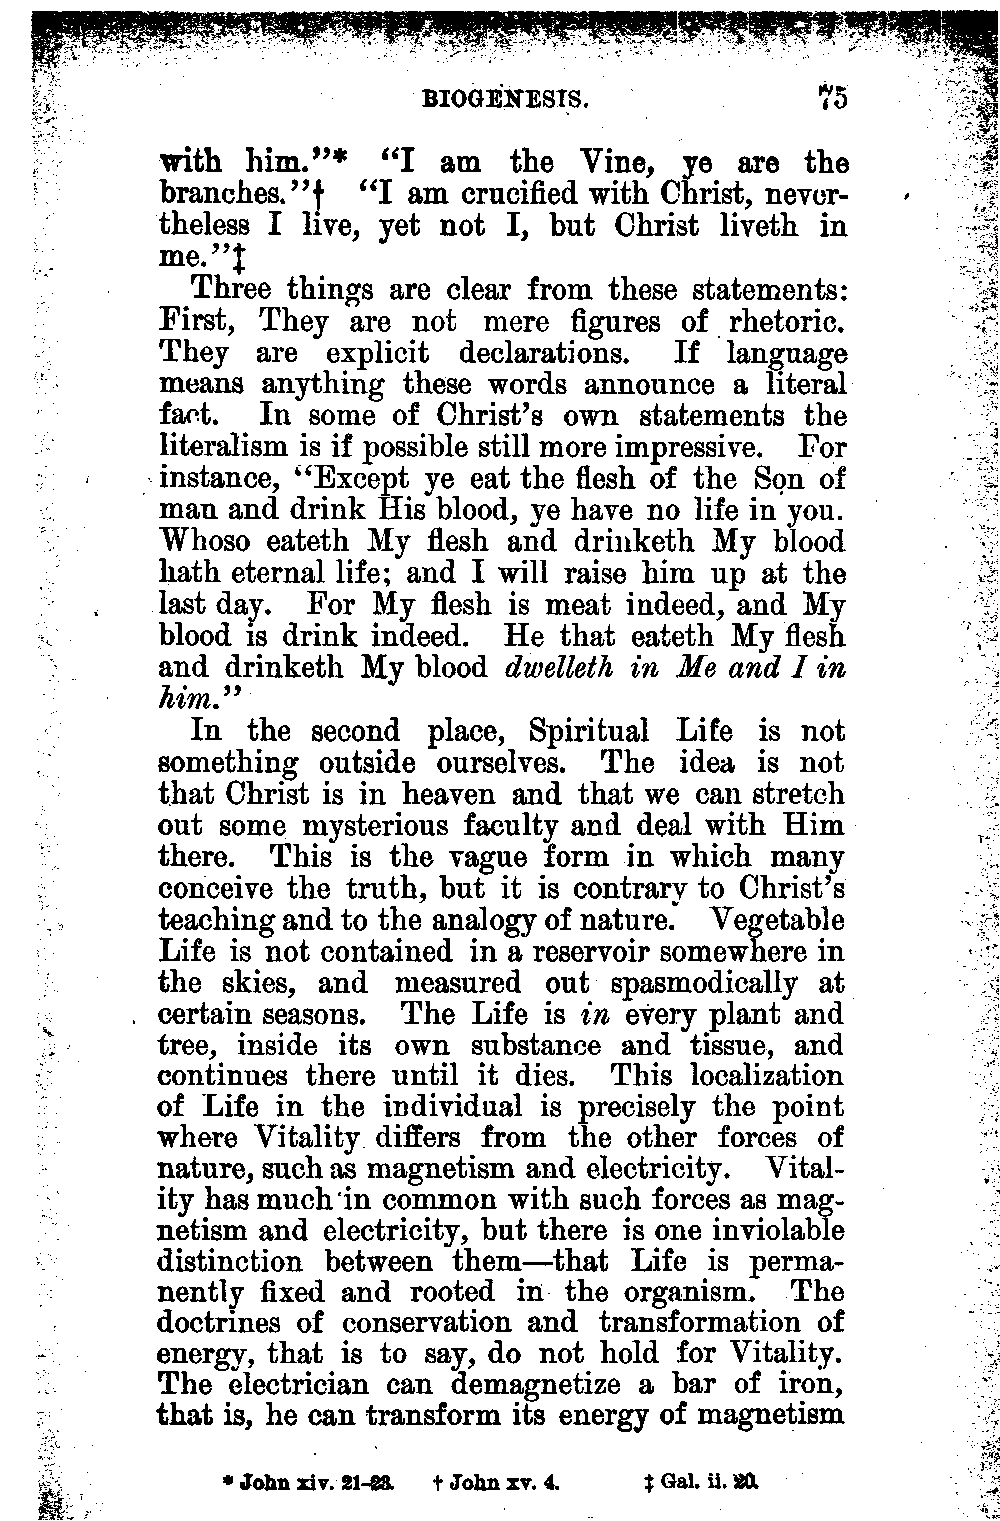 BIOGENESIS. 75
with him."* "I am the Vine, ye are the
branches."† "I am crucified with Christ, never-
theless I live, yet not I, but Christ liveth in
me."‡
Three things are clear from these statements:
First, They are not mere figures of rhetoric.
They are explicit declarations. If language
means anything these words announce a literal
fact. In some of Christ's own statements the
literalism is if possible still more impressive. For
instance, "Except ye eat the flesh of the Son of
man and drink His blood, ye have no life in you.
Whoso eateth My flesh and drinketh My blood
hath eternal life; and I will raise him up at the
last day. For My flesh is meat indeed, and My
blood is drink indeed. He that eateth My flesh
and drinketh My blood dwelleth in Me and I in
him."
In the second place, Spiritual Life is not
something outside ourselves. The idea is not
that Christ is in heaven and that we can stretch
out some mysterious faculty and deal with Him
there. This is the vague form in which many
conceive the truth, but it is contrary to Christ's
teaching and to the analogy of nature. Vegetable
Life is not contained in a reservoir somewhere in
the skies, and measured out spasmodically at
certain seasons. The Life is in every plant and
tree, inside its own substance and tissue, and
continues there until it dies. This localization
of Life in the individual is precisely the point
where Vitality differs from the other forces of
nature, such as magnetism and electricity. Vital-
ity has much in common with such forces as mag-
netism and electricity, but there is one inviolable
distinction between them—that Life is perma-
nently fixed and rooted in the organism. The
doctrines of conservation and transformation of
energy, that is to say, do not hold for Vitality.
The electrician can demagnetize a bar of iron,
that is, he can transform its energy of magnetism
* John xiv. 21-23. † John xv. 4. ‡ Gal. ii. 20.